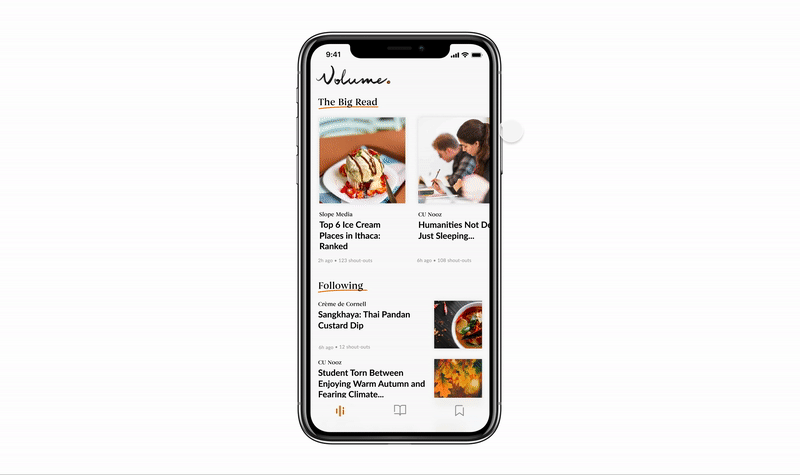 9:41
Volume.
The Big Read
Slope Media
Top 6 Ice Cream
Places in Ithaca:
Ranked
2h ago • 123 shout-outs
CU Nooz
Humanities Not De
Just Sleeping...
6h ago • 108 shout-outs
Following
Crème de Cornell
Sangkhaya: Thai Pandan
Custard Dip
6h ago • 12 shout-outs
CU Nooz
Student Torn Between
Enjoying Warm Autumn and
Fearing Climate...